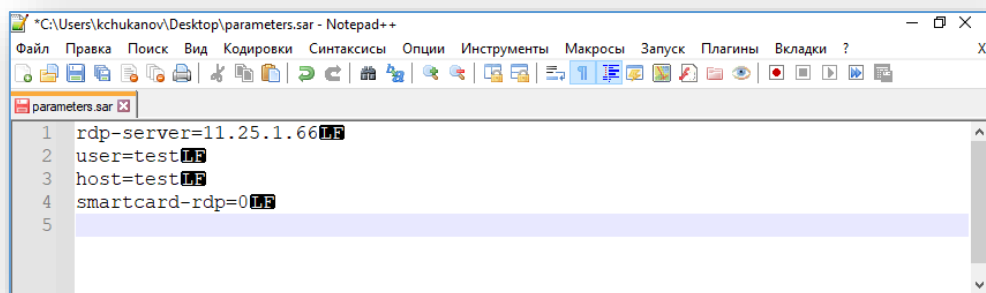 *C:\Users\kchukanov\Desktop\parameters.sar - Notepad++
Файл Правка Поиск Вид Кодировки Синтаксисы Опции Инструменты Макросы Запуск Плагины Вкладки ? X
parameters.sar
1 rdp-server=11.25.1.66LF
2 user=testLF
3 host=testLF
4 smartcard-rdp=0LF
5